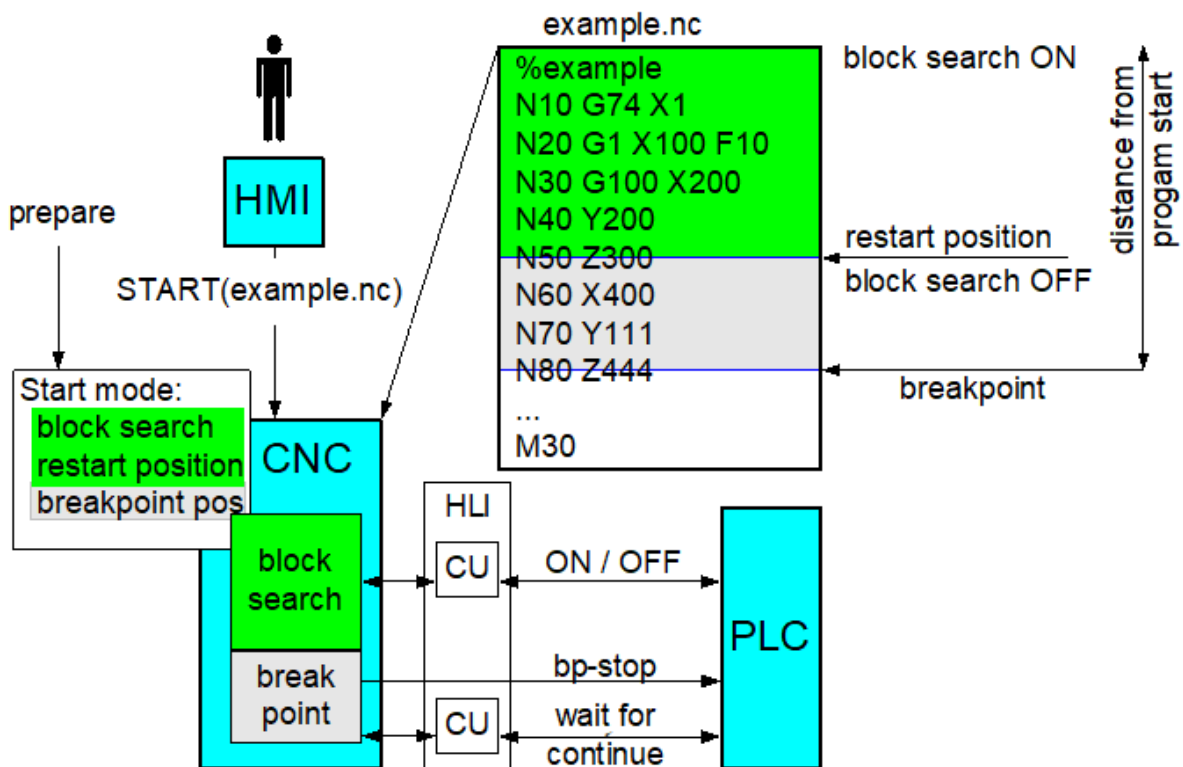 example.nc
%example
N10 G74 X1
N20 G1 X100 F10
N30 G100 X200
N40 Y200
N50 Z300
N60 X400
N70 Y111
N80 Z444
...
M30
block search ON
distance from
progam start
restart position
block search OFF
breakpoint
HMI
prepare
START(example.nc)
Start mode:
block search
restart position
breakpoint pos
CNC
block
search
break
point
HLI
CU
CU
ON / OFF
bp-stop
wait for
continue
PLC